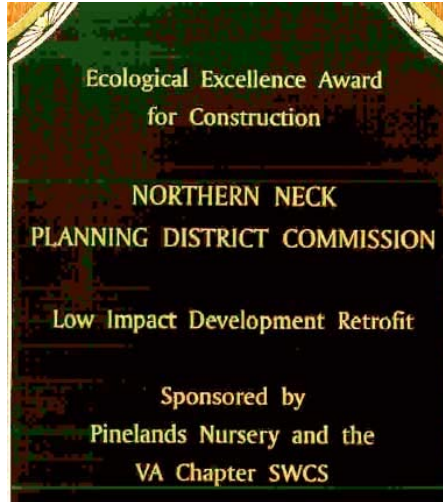 Ecological Excellence Award
for Construction
NORTHERN NECK
PLANNING DISTRICT COMMISSION
Low Impact Development Retrofit
Sponsored by
Pinelands Nursery and the
VA Chapter SWCS